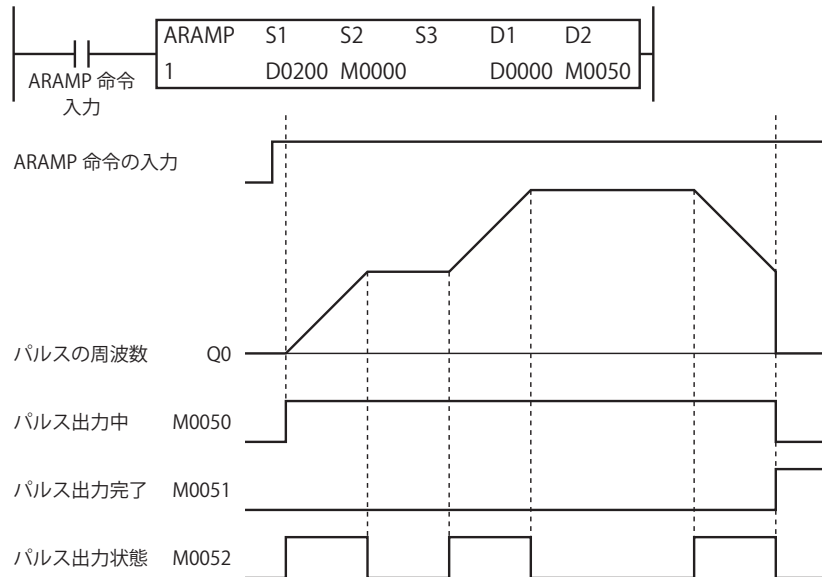 ARAMP S1 S2 S3 D1 D2
1 D0200 M0000 D0000 M0050
ARAMP 命令
入力
ARAMP 命令の入力
パルスの周波数 Q0
パルス出力中 M0050
パルス出力完了 M0051
パルス出力状態 M0052